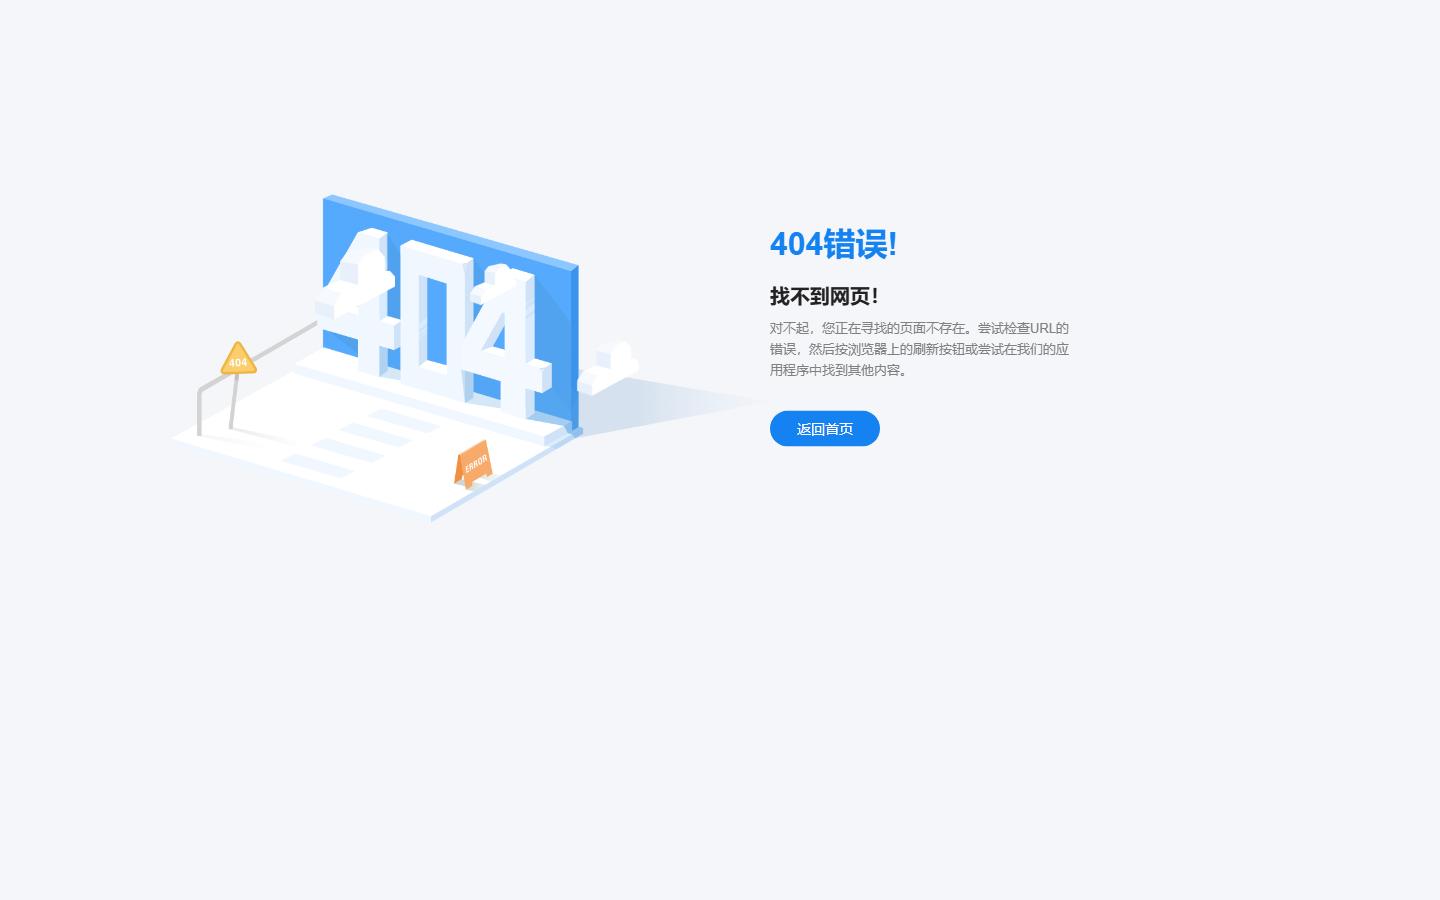 404
404
ERROR
404错误!
找不到网页！
对不起，您正在寻找的页面不存在。尝试检查URL的
错误，然后按浏览器上的刷新按钮或尝试在我们的应
用程序中找到其他内容。
返回首页